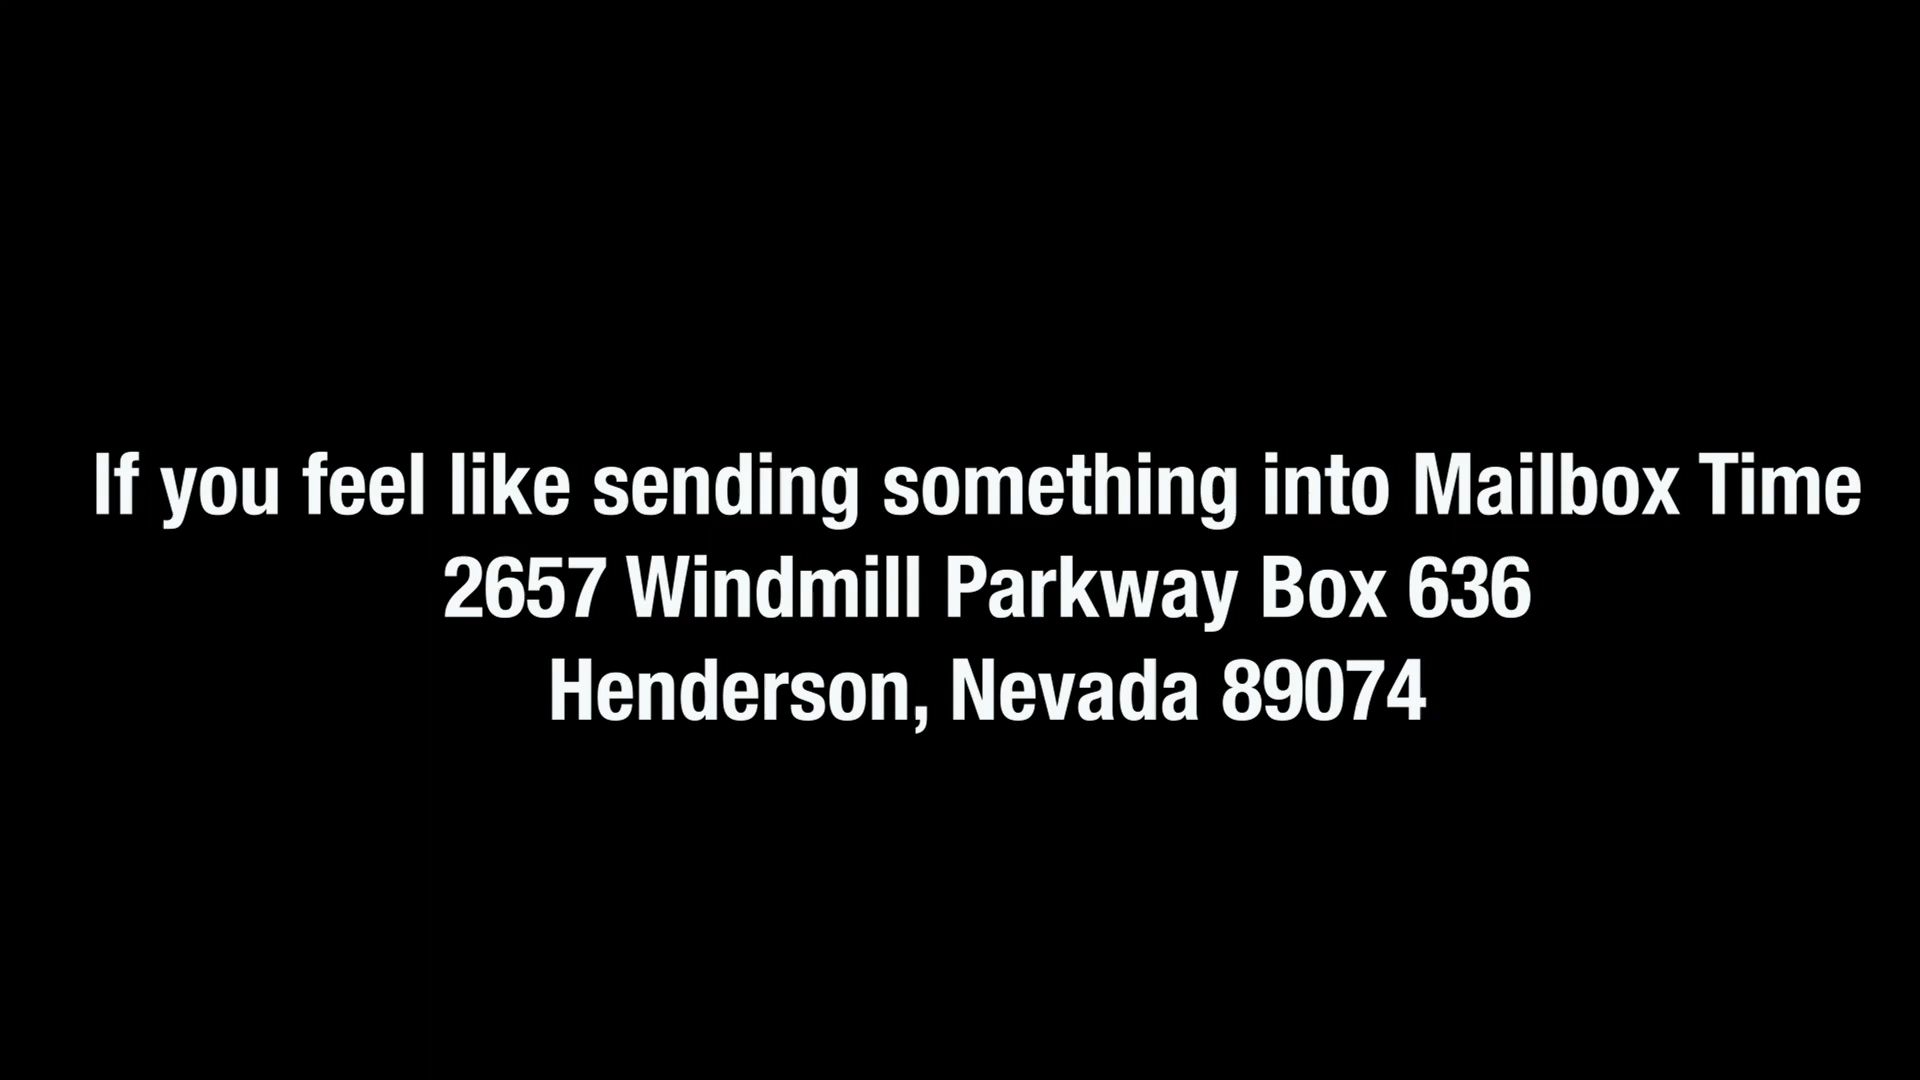 If you feel like sending something into Mailbox Time
2657 Windmill Parkway Box 636
Henderson, Nevada 89074